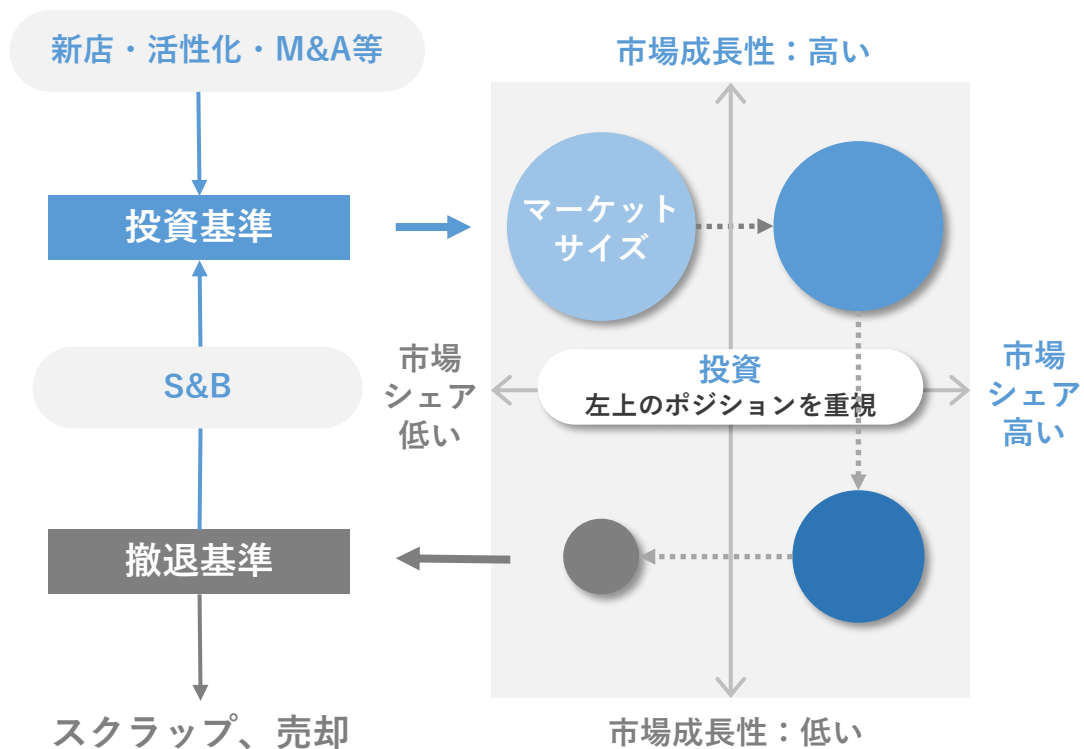 新店・活性化・M&A等
市場成長性：高い
投資基準
マーケット
サイズ
S&B
市場
シェア
低い
投資
左上のポジションを重視
市場
シェア
高い
撤退基準
スクラップ、売却
市場成長性：低い